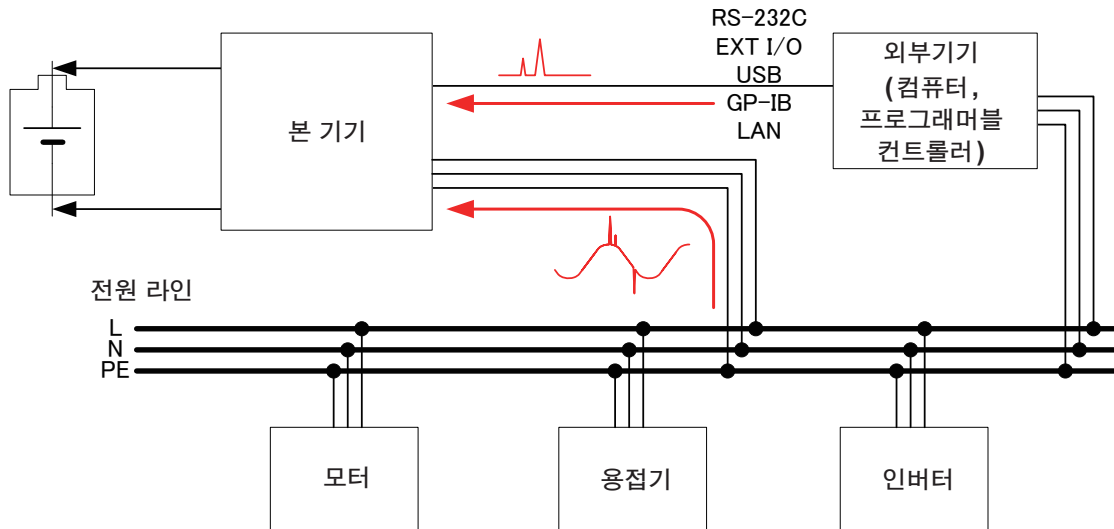 RS-232C
EXT I/O
USB
GP-IB
LAN
본 기기
외부기기
(컴퓨터,
프로그래머블
컨트롤러)
전원 라인
L
N
PE
모터
용접기
인버터